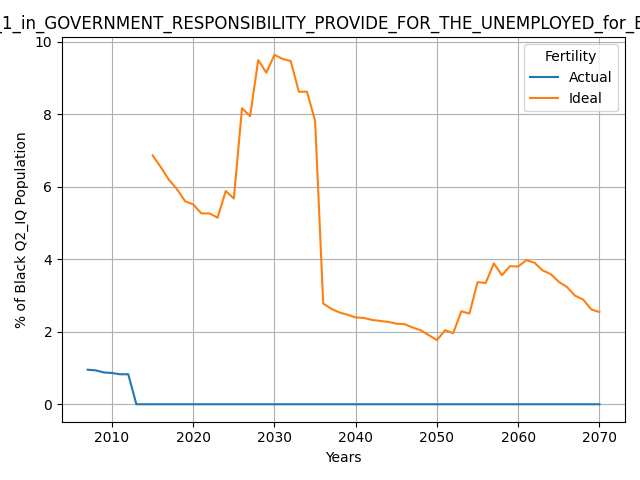 _1_in_GOVERNMENT_RESPONSIBILITY_PROVIDE_FOR_THE_UNEMPLOYED_for_
10
8
6
4
2
0
% of Black Q2_IQ Population
Fertility
Actual
Ideal
2010 2020 2030 2040 2050 2060 2070
Years